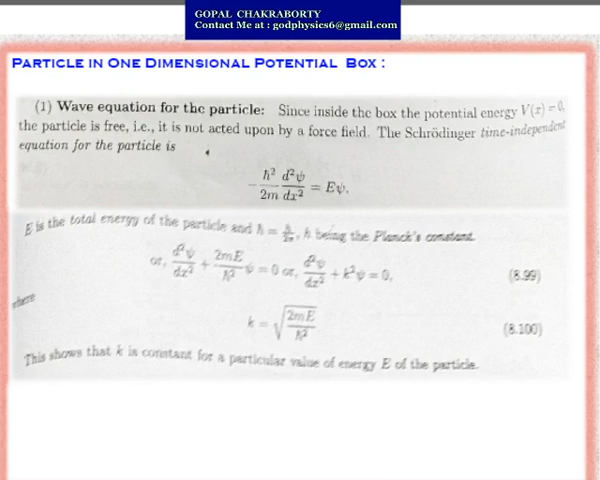 GOPAL CHAKRABORTY
Contact Me at : godphysics6@gmail.com
PARTICLE IN ONE DIMENSIONAL POTENTIAL BOX :
(1) Wave equation for the particle: Since inside the box the potential energy V(x) = 0,
the particle is free, i.e., it is not acted upon by a force field. The Schrödinger time-independent
equation for the particle is
-ħ²/2m d²ψ/dx² = Eψ.
E is the total energy of the particle and ħ = h/2π, h being the Planck's constant.
or, d²ψ/dx² + 2mE/ħ² ψ = 0 or, d²ψ/dx² + k²ψ = 0, (8.99)
where
k = √(2mE/ħ²) (8.100)
This shows that k is constant for a particular value of energy E of the particle.